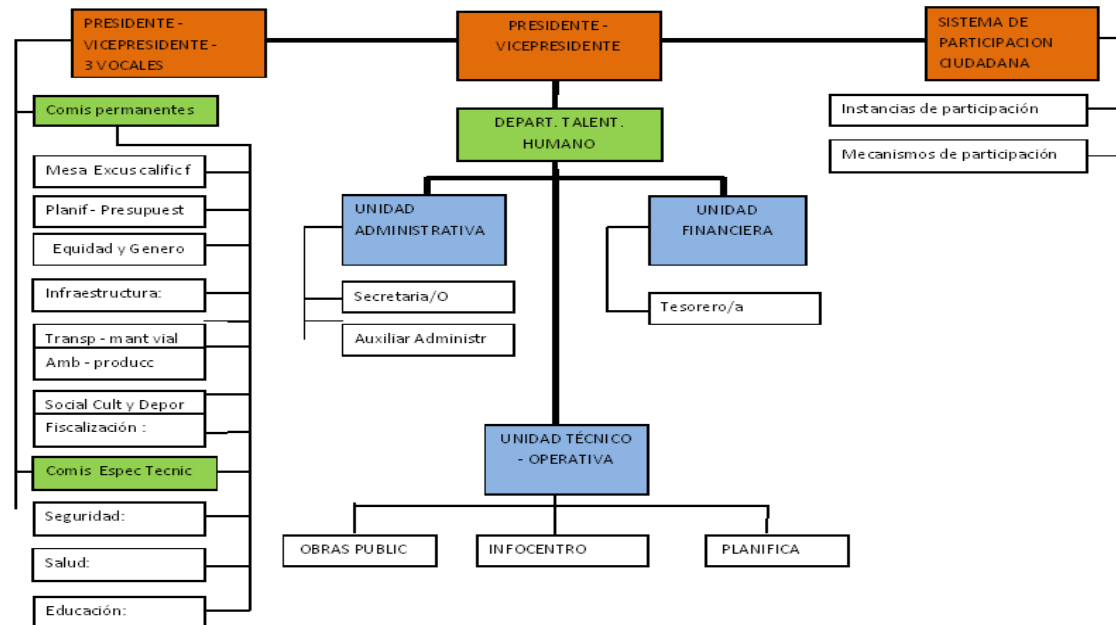 PRESIDENTE -
VICEPRESIDENTE -
3 VOCALES
PRESIDENTE -
VICEPRESIDENTE
SISTEMA DE
PARTICIPACION
CIUDADANA
Comis permanentes
Mesa Excus calific f
Planif - Presupuest
Equidad y Genero
Infraestructura:
Transp - mant vial
Amb - producc
Social Cult y Depor
Fiscalización :
Comis Espec Tecnic
Seguridad:
Salud:
Educación:
DEPART. TALENT.
HUMANO
UNIDAD
ADMINISTRATIVA
Secretaria/O
Auxiliar Administr
UNIDAD
FINANCIERA
Tesorero/a
UNIDAD TÉCNICO
- OPERATIVA
OBRAS PUBLIC
INFOCENTRO
PLANIFICA
Instancias de participación
Mecanismos de participación